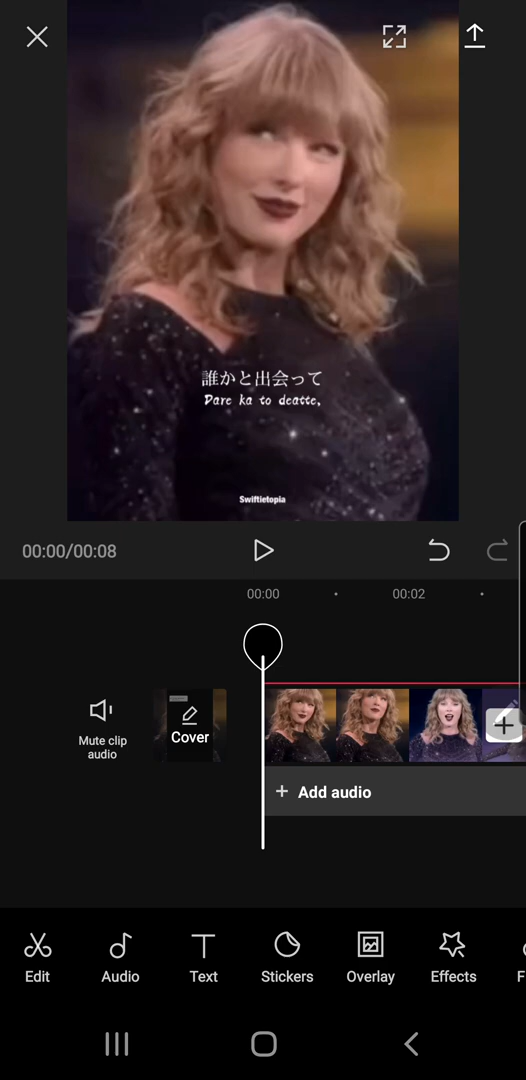 誰かと出会って
Dare ka to deatte,
Swiftietopia
00:00/00:08
00:00
00:02
Mute clip
audio
Cover
+ Add audio
Edit
Audio
Text
Stickers
Overlay
Effects